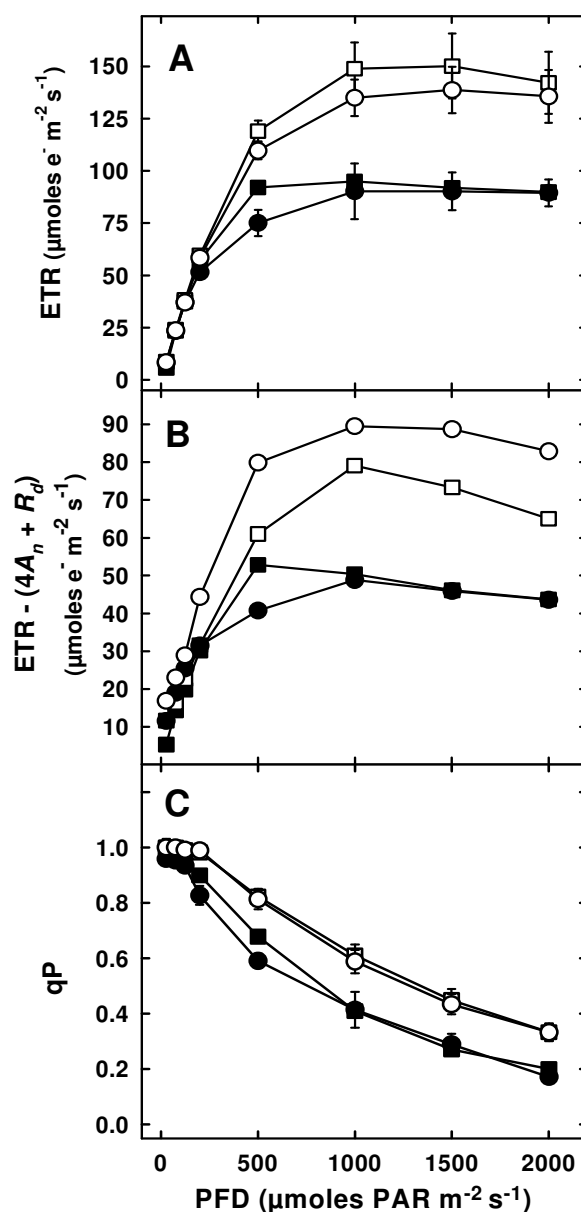 A
150
125
100
75
50
25
0
ETR (µmoles e⁻ m⁻² s⁻¹)
B
90
80
70
60
50
40
30
20
10
ETR - (4Aₙ + R_d)
(µmoles e⁻ m⁻² s⁻¹)
C
1.0
0.8
0.6
0.4
0.2
0.0
qP
0 500 1000 1500 2000
PFD (µmoles PAR m⁻² s⁻¹)